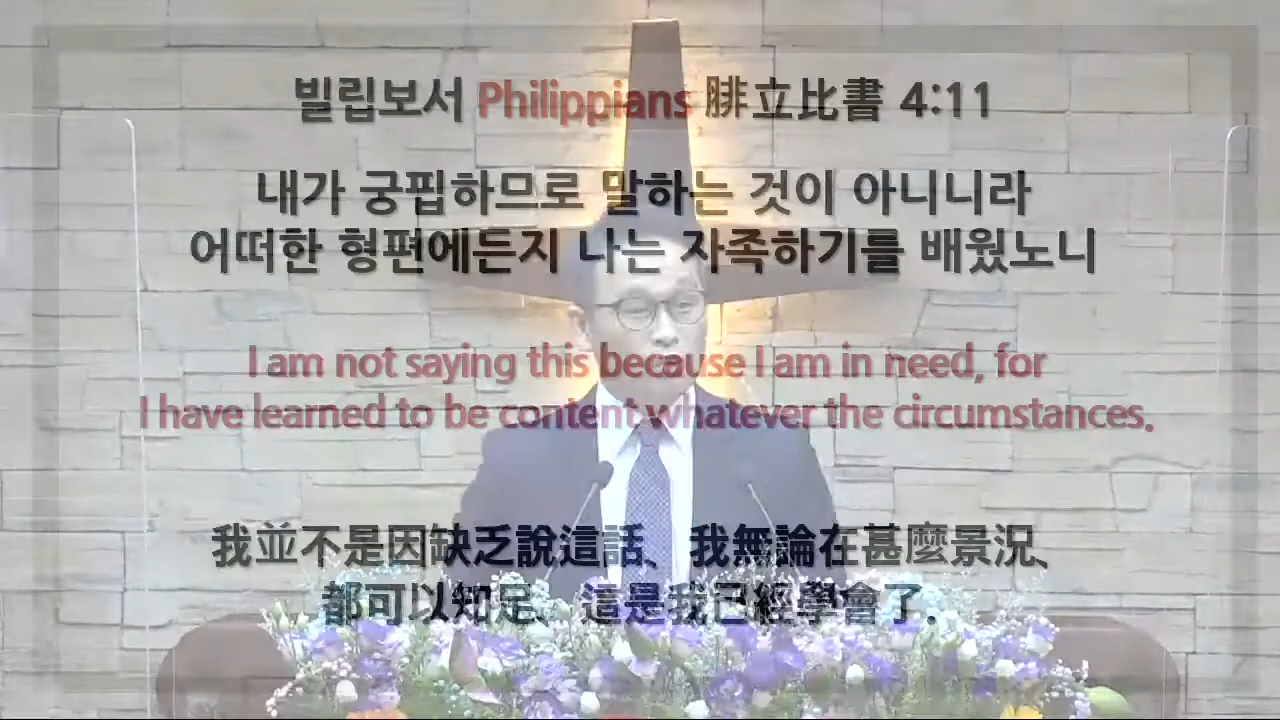 빌립보서 Philippians 腓立比書 4:11
내가 궁핍하므로 말하는 것이 아니니라
어떠한 형편에든지 나는 자족하기를 배웠노니
I am not saying this because I am in need, for
I have learned to be content whatever the circumstances.
我並不是因缺乏說這話、我無論在甚麼景況、
都可以知足、這是我已經學會了.